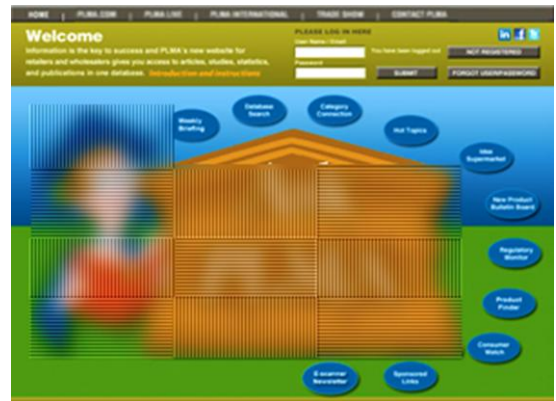 HOME | PLMA.COM | PLMA LIVE | PLMA INTERNATIONAL | TRADE SHOW | CONTACT PLMA
Welcome
Information is the key to success and PLMA's new website for
retailers and wholesalers gives you access to articles, studies, statistics,
and publications in one database. Introduction and instructions
PLEASE LOG IN HERE
User Name / Email
You have been logged out
NOT REGISTERED
Password
SUBMIT
FORGOT USER/PASSWORD
in f
Weekly
Briefing
Database
Search
Category
Connection
Hot Topics
Idea
Supermarket
New Product
Bulletin Board
Regulatory
Monitor
Product
Finder
Consumer
Watch
Sponsored
Links
E-scanner
Newsletter